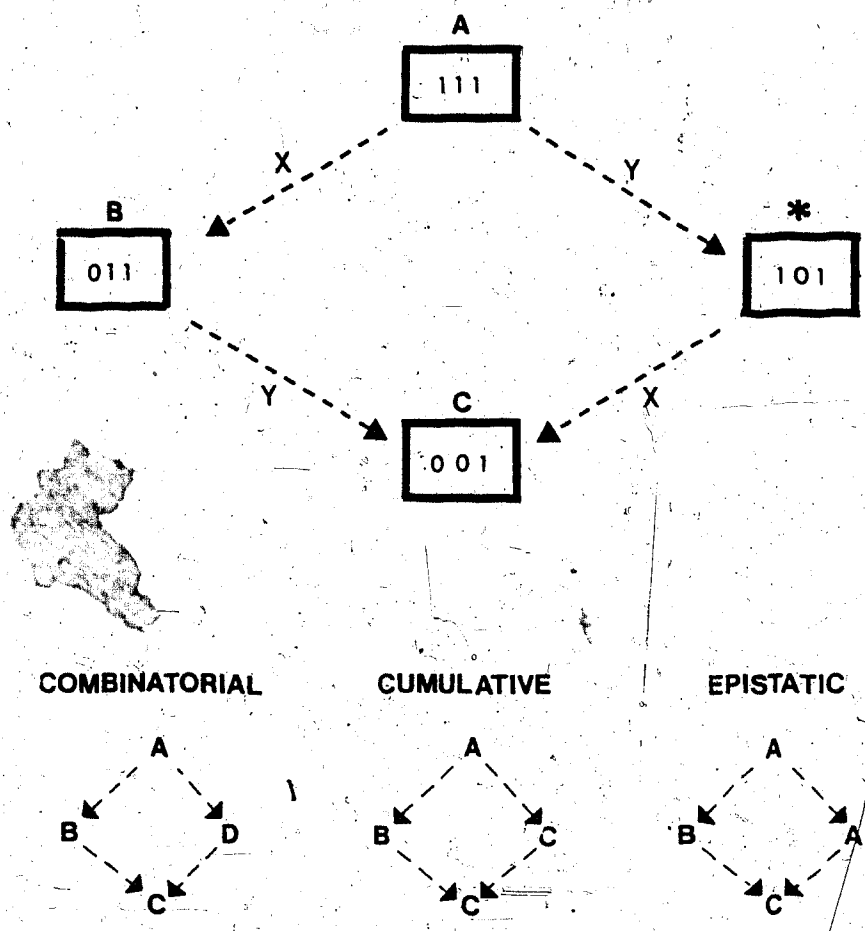 A
111
X Y
B *
011 101
Y X
C
001
COMBINATORIAL CUMULATIVE EPISTATIC
A A A
B D B C B A
C C C